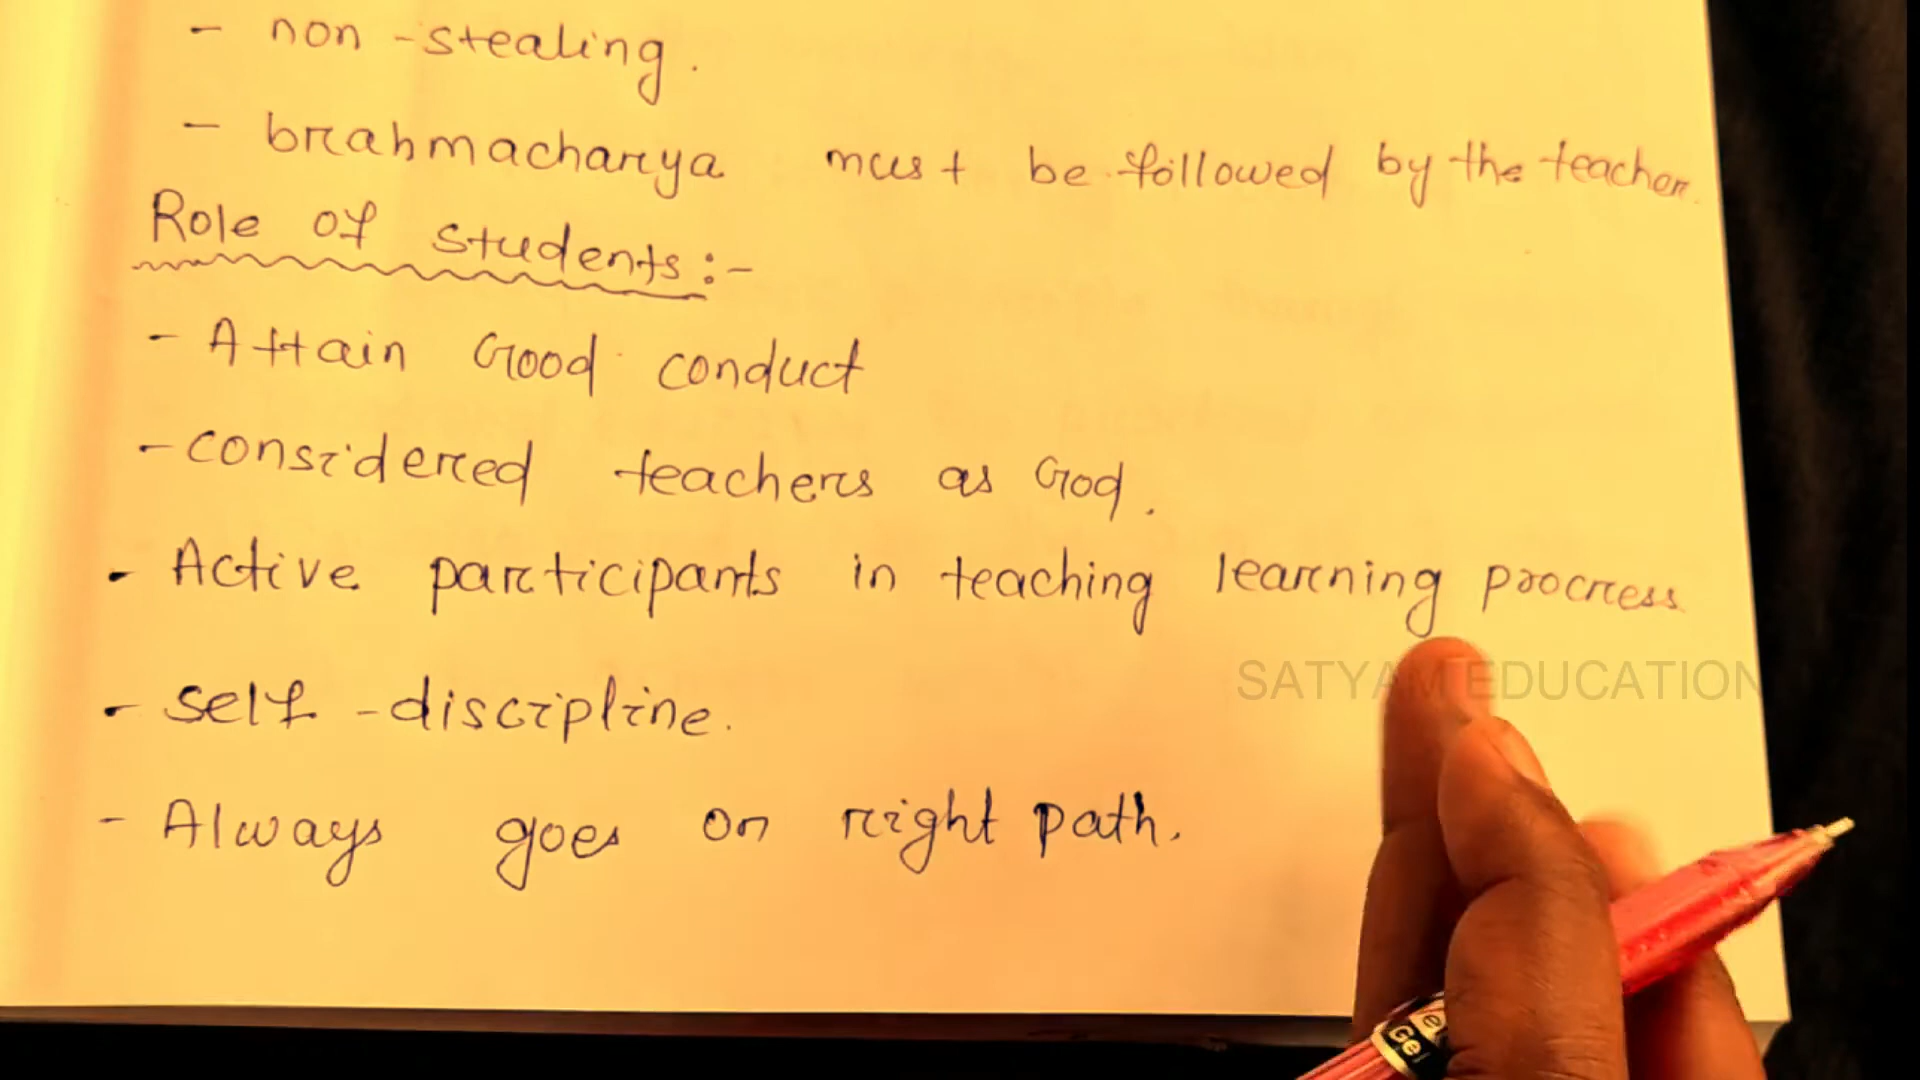 - non-stealing.
- brahmacharya must be followed by the teacher.
Role of students:-
- Attain Good conduct
- considered teachers as God.
- Active participants in teaching learning process
SATYAM EDUCATION
- self-discipline.
- Always goes on right path.
Gel